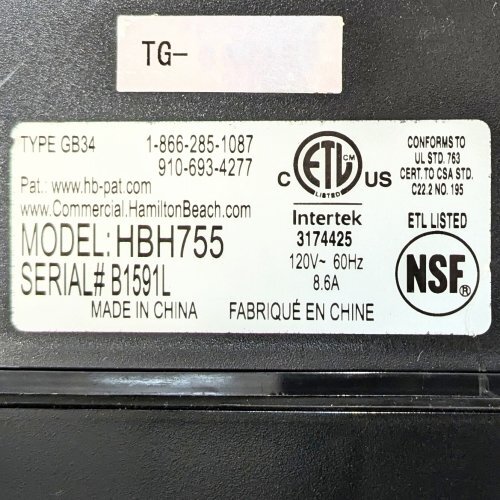 TG-
TYPE GB34
1-866-285-1087
910-693-4277
Pat.: www.hb-pat.com
www.Commercial.HamiltonBeach.com
MODEL: HBH755
SERIAL# B1591L
MADE IN CHINA
FABRIQUÉ EN CHINE
C ETL CM US
LISTED
Intertek
3174425
120V~ 60Hz
8.6A
CONFORMS TO
UL STD. 763
CERT. TO CSA STD.
C22.2 NO. 195
ETL LISTED
NSF®